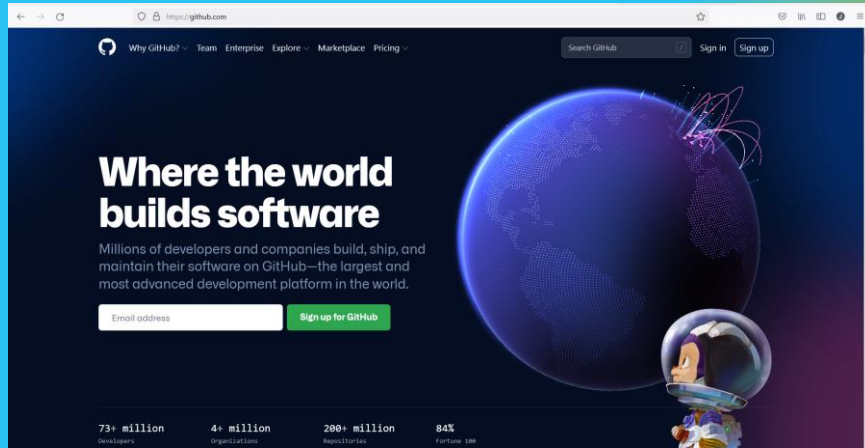 https://github.com
Why GitHub? Team Enterprise Explore Marketplace Pricing
Search GitHub / Sign in Sign up
Where the world
builds software
Millions of developers and companies build, ship, and
maintain their software on GitHub—the largest and
most advanced development platform in the world.
Email address Sign up for GitHub
73+ million 4+ million 200+ million 84%
Developers Organizations Repositories Fortune 100